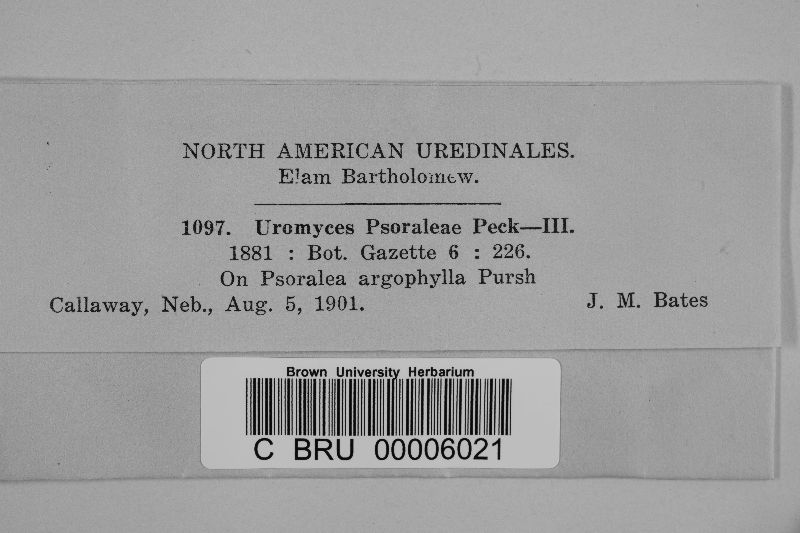 NORTH AMERICAN UREDINALES.
Elam Bartholomew.
1097. Uromyces Psoraleae Peck—III.
1881 : Bot. Gazette 6 : 226.
On Psoralea argophylla Pursh
Callaway, Neb., Aug. 5, 1901. J. M. Bates
Brown University Herbarium
C BRU 00006021